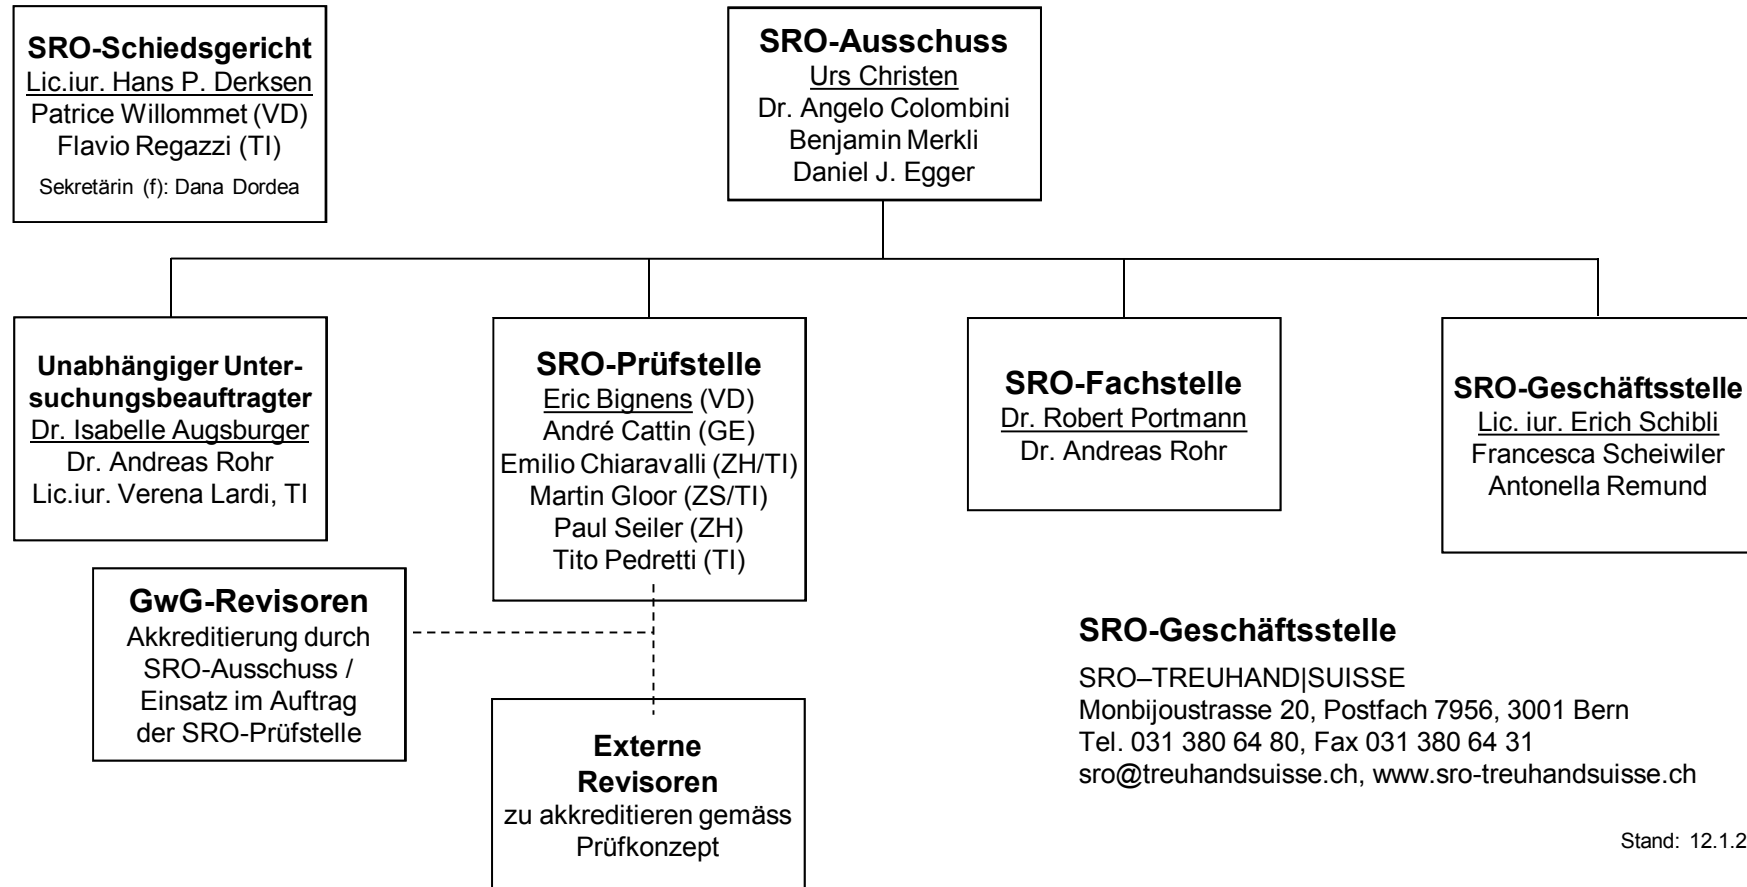 SRO-Schiedsgericht
Lic.iur. Hans P. Derksen
Patrice Willommet (VD)
Flavio Regazzi (TI)
Sekretärin (f): Dana Dordea
SRO-Ausschuss
Urs Christen
Dr. Angelo Colombini
Benjamin Merkli
Daniel J. Egger
Unabhängiger Unter-
suchungsbeauftragter
Dr. Isabelle Augsburger
Dr. Andreas Rohr
Lic.iur. Verena Lardi, TI
SRO-Prüfstelle
Eric Bignens (VD)
André Cattin (GE)
Emilio Chiaravalli (ZH/TI)
Martin Gloor (ZS/TI)
Paul Seiler (ZH)
Tito Pedretti (TI)
SRO-Fachstelle
Dr. Robert Portmann
Dr. Andreas Rohr
SRO-Geschäftsstelle
Lic. iur. Erich Schibli
Francesca Scheiwiler
Antonella Remund
GwG-Revisoren
Akkreditierung durch
SRO-Ausschuss /
Einsatz im Auftrag
der SRO-Prüfstelle
Externe
Revisoren
zu akkreditieren gemäss
Prüfkonzept
SRO-Geschäftsstelle
SRO–TREUHAND|SUISSE
Monbijoustrasse 20, Postfach 7956, 3001 Bern
Tel. 031 380 64 80, Fax 031 380 64 31
sro@treuhandsuisse.ch, www.sro-treuhandsuisse.ch
Stand: 12.1.2